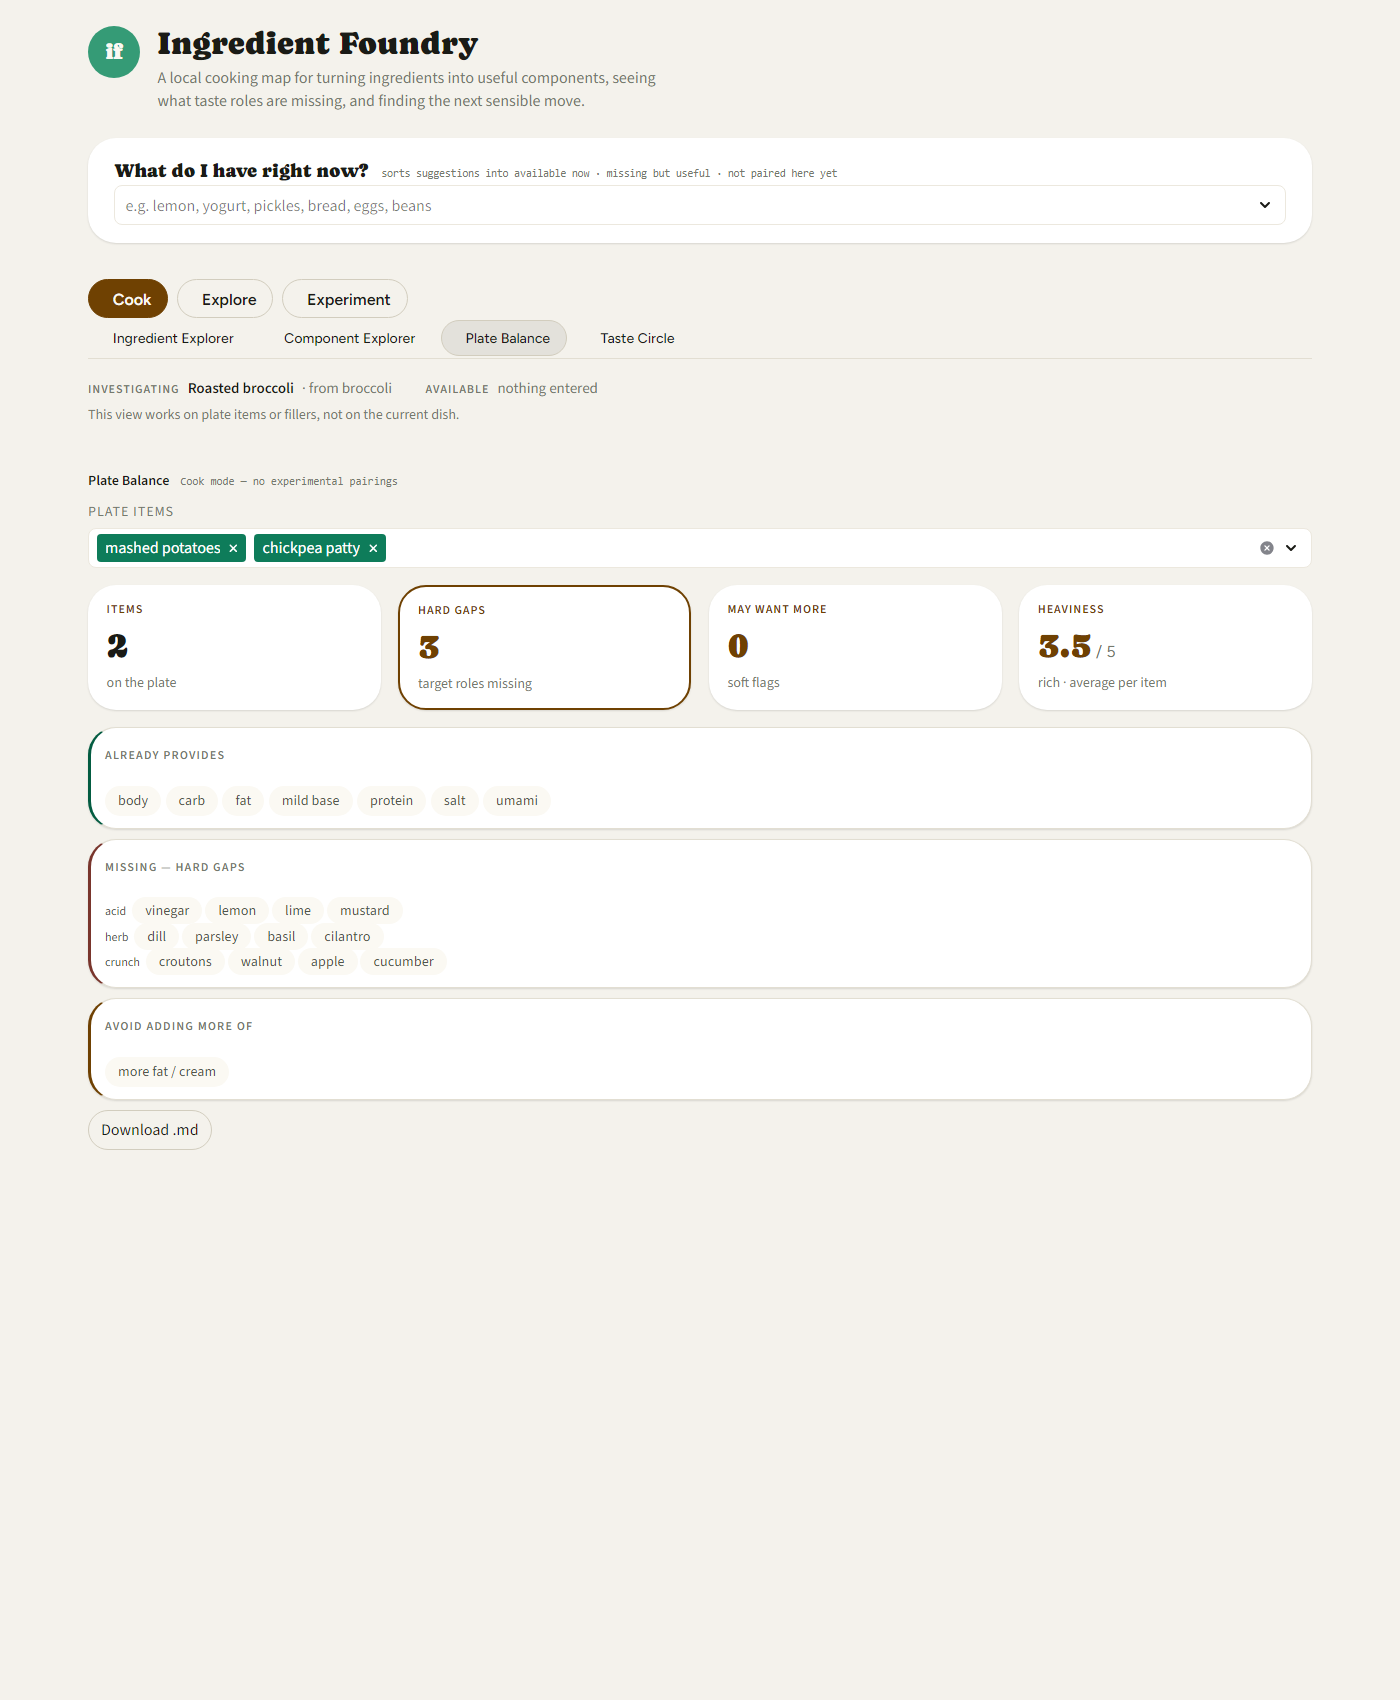 if
Ingredient Foundry
A local cooking map for turning ingredients into useful components, seeing
what taste roles are missing, and finding the next sensible move.
What do I have right now? sorts suggestions into available now · missing but useful · not paired here yet
e.g. lemon, yogurt, pickles, bread, eggs, beans
Cook Explore Experiment
Ingredient Explorer Component Explorer Plate Balance Taste Circle
INVESTIGATING Roasted broccoli · from broccoli AVAILABLE nothing entered
This view works on plate items or fillers, not on the current dish.
Plate Balance Cook mode — no experimental pairings
PLATE ITEMS
mashed potatoes × chickpea patty ×
ITEMS
2
on the plate
HARD GAPS
3
target roles missing
MAY WANT MORE
0
soft flags
HEAVINESS
3.5 / 5
rich · average per item
ALREADY PROVIDES
body carb fat mild base protein salt umami
MISSING — HARD GAPS
acid vinegar lemon lime mustard
herb dill parsley basil cilantro
crunch croutons walnut apple cucumber
AVOID ADDING MORE OF
more fat / cream
Download .md